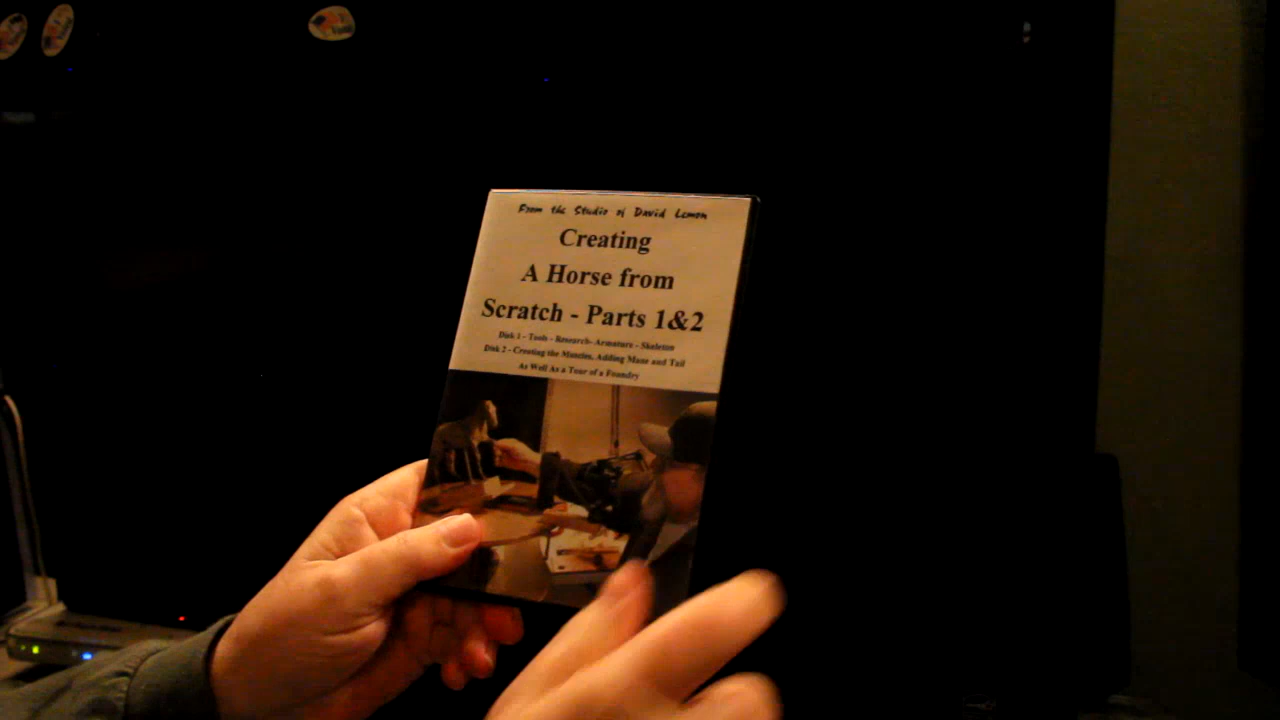 From the Studio of David Lemon
Creating
A Horse from
Scratch - Parts 1&2
Disk 1 - Tools - Research- Armature - Skeleton
Disk 2 - Creating the Muscles, Adding Mane and Tail
As Well As a Tour of a Foundry